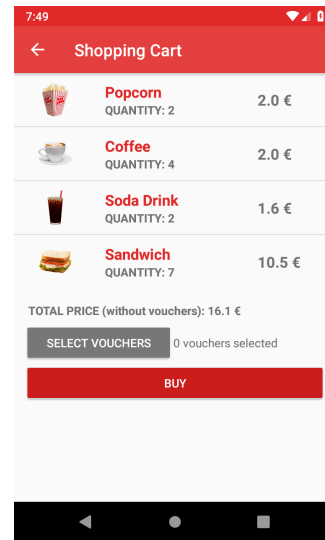 7:49
Shopping Cart
Popcorn
2.0 €
QUANTITY: 2
Coffee
2.0 €
QUANTITY: 4
Soda Drink
1.6 €
QUANTITY: 2
Sandwich
10.5 €
QUANTITY: 7
TOTAL PRICE (without vouchers): 16.1 €
SELECT VOUCHERS 0 vouchers selected
BUY